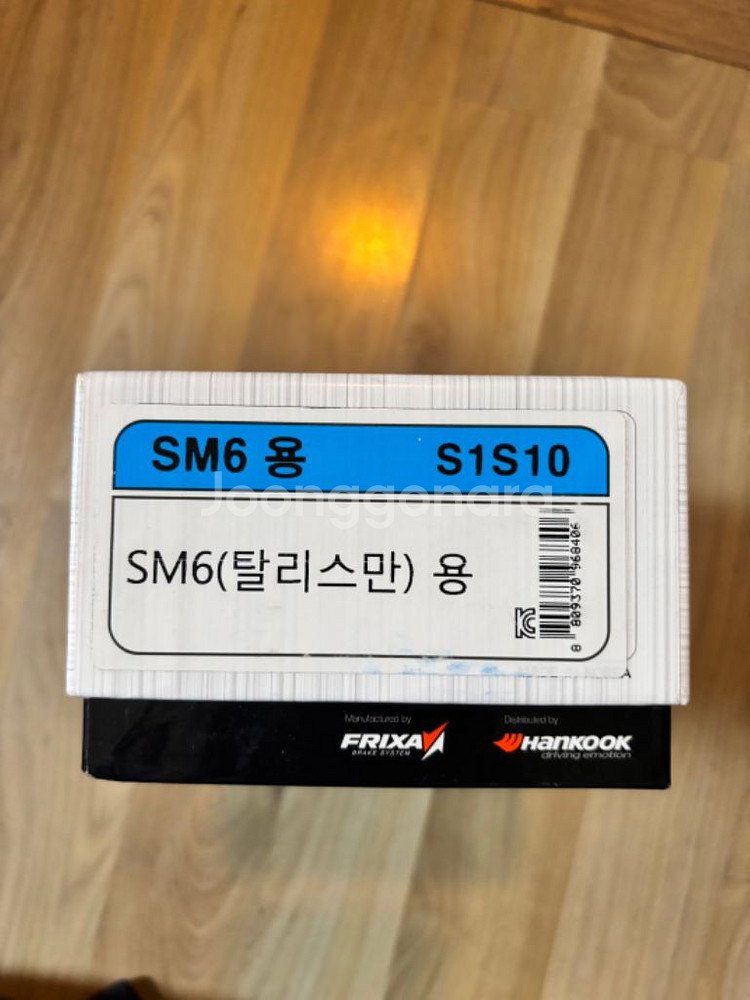 SM6 용 S1S10
Joonggonara
SM6(탈리스만) 용
8 809370 968406
Manufactured by
FRIXA
BRAKE SYSTEM
Distributed by
HANKOOK
driving emotion